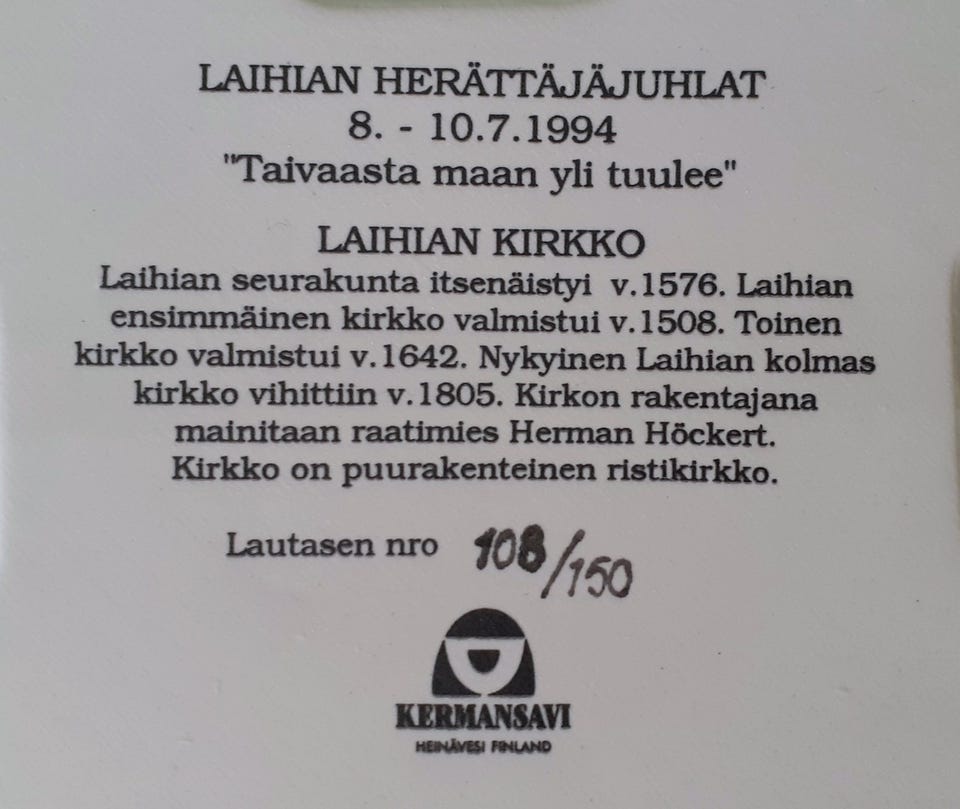 LAIHIAN HERÄTTÄJÄJUHLAT
8. - 10.7.1994
"Taivaasta maan yli tuulee"
LAIHIAN KIRKKO
Laihian seurakunta itsenäistyi v.1576. Laihian
ensimmäinen kirkko valmistui v.1508. Toinen
kirkko valmistui v.1642. Nykyinen Laihian kolmas
kirkko vihittiin v.1805. Kirkon rakentajana
mainitaan raatimies Herman Höckert.
Kirkko on puurakenteinen ristikirkko.
Lautasen nro 108/150
KERMANSAVI
HEINÄVESI FINLAND